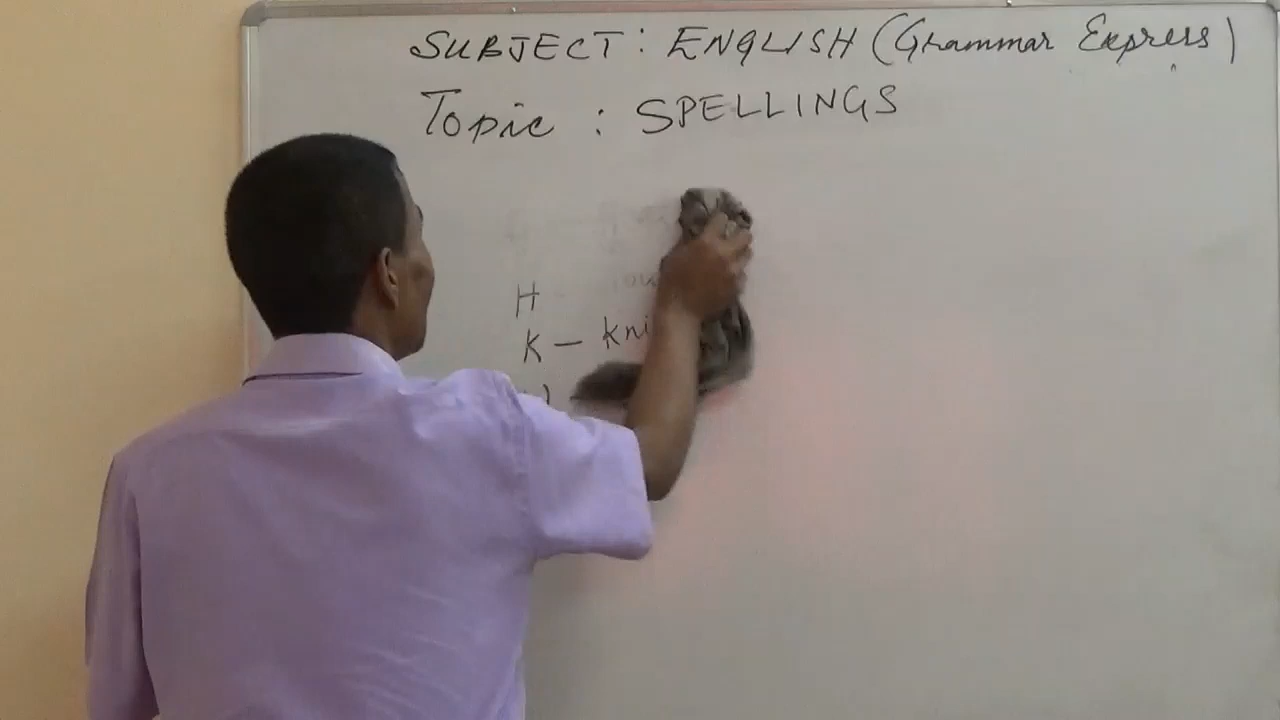 SUBJECT : ENGLISH (Grammar Express)
Topic : SPELLINGS
H
K – kni